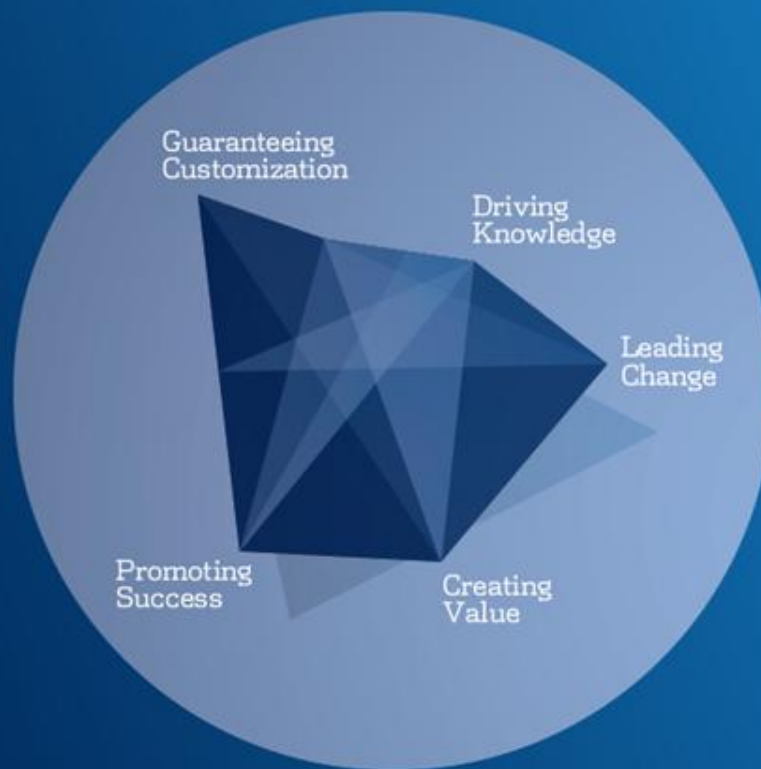 Guaranteeing
Customization
Driving
Knowledge
Leading
Change
Promoting
Success
Creating
Value